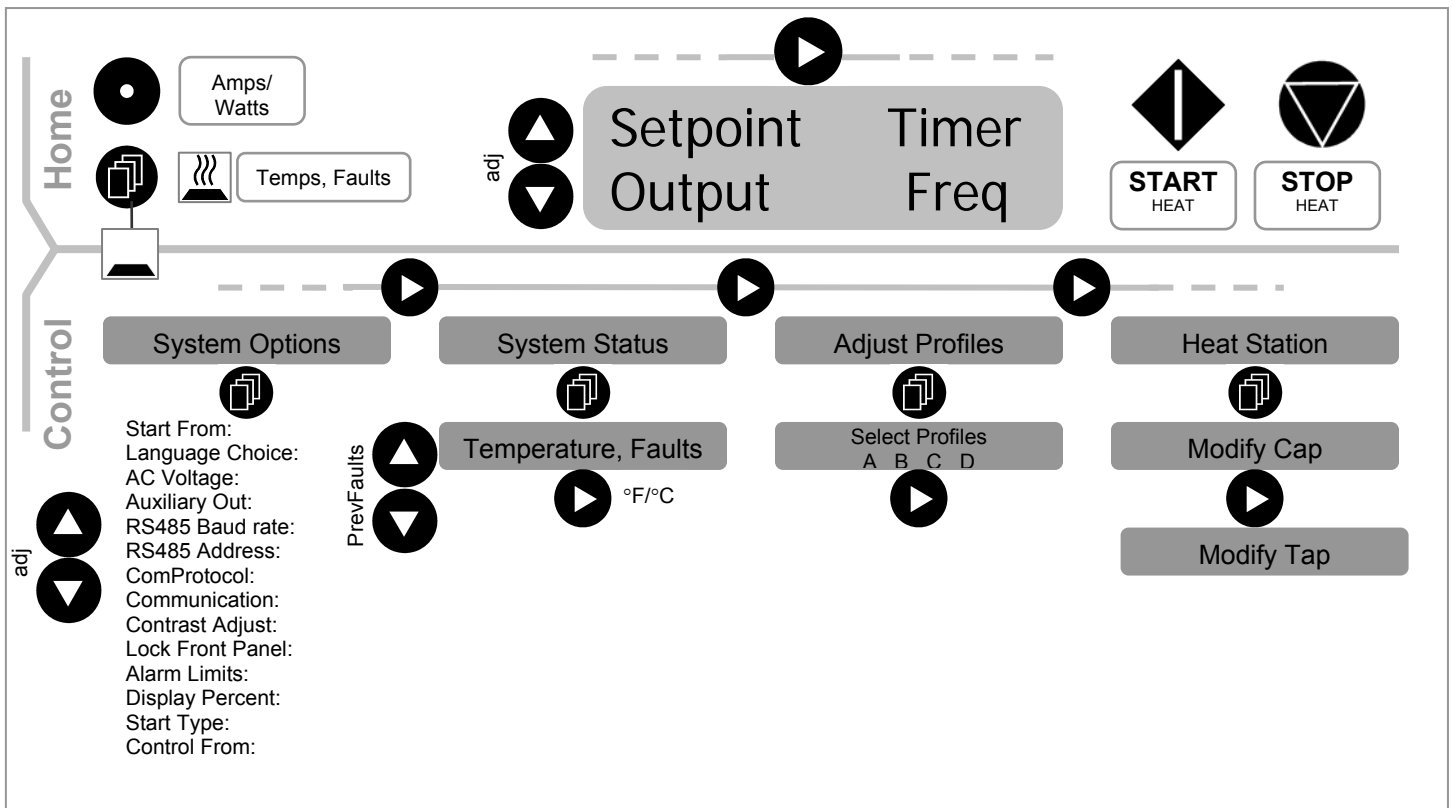 Home
Amps/
Watts
Temps, Faults
adj
Setpoint Timer
Output Freq
START
HEAT
STOP
HEAT
Control
System Options
System Status
Adjust Profiles
Heat Station
Start From:
Language Choice:
AC Voltage:
Auxiliary Out:
RS485 Baud rate:
RS485 Address:
ComProtocol:
Communication:
Contrast Adjust:
Lock Front Panel:
Alarm Limits:
Display Percent:
Start Type:
Control From:
adj
PrevFaults
Temperature, Faults
°F/°C
Select Profiles
A B C D
Modify Cap
Modify Tap